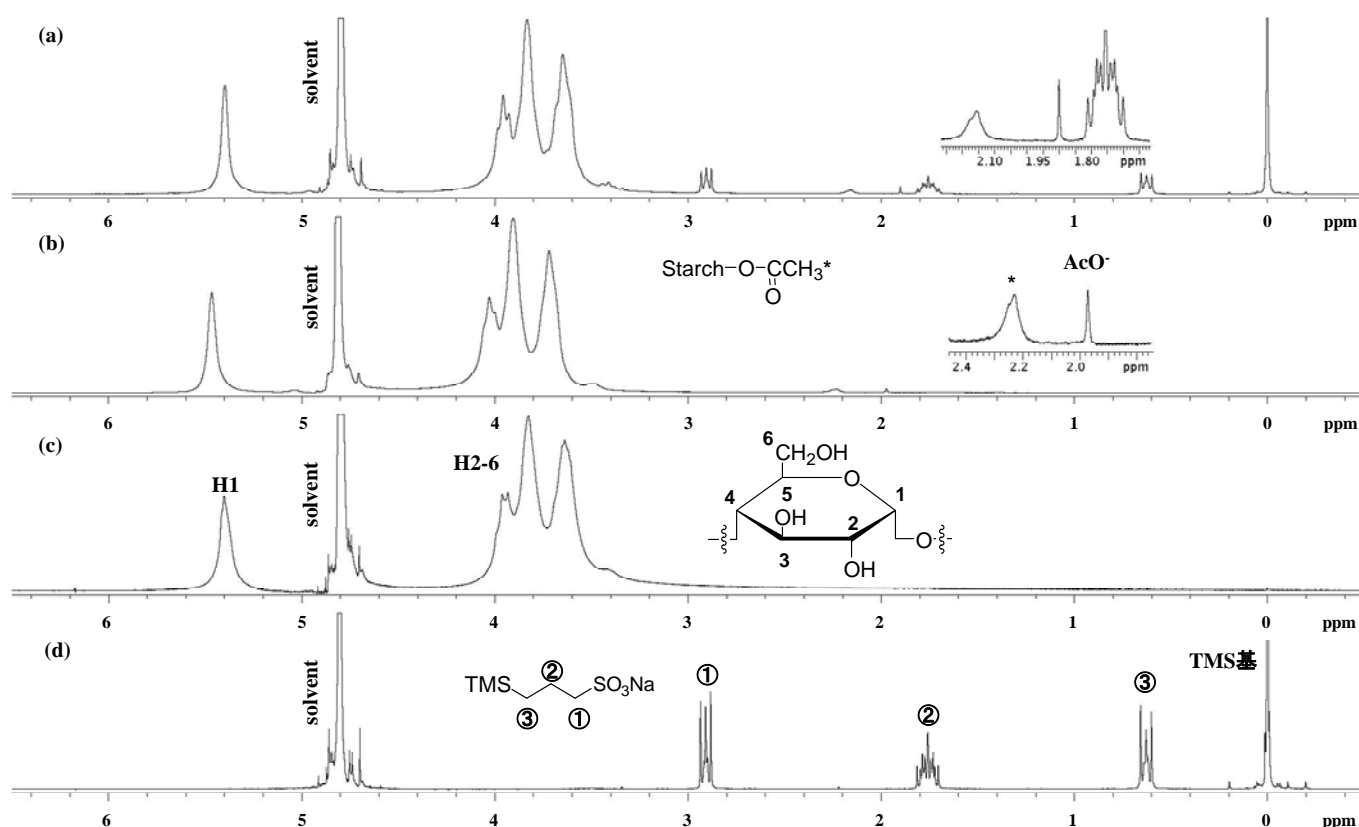 (a)
solvent
2.10 1.95 1.80 ppm
6 5 4 3 2 1 0 ppm
(b)
solvent
Starch-O-CCH3*
O
AcO-
*
2.4 2.2 2.0 ppm
6 5 4 3 2 1 0 ppm
(c)
H1
solvent
H2-6
6
CH2OH
5
O
4
1
OH
2
3
OH
O
6 5 4 3 2 1 0 ppm
(d)
solvent
②
TMS
SO3Na
③
①
①
②
③
TMS基
6 5 4 3 2 1 0 ppm